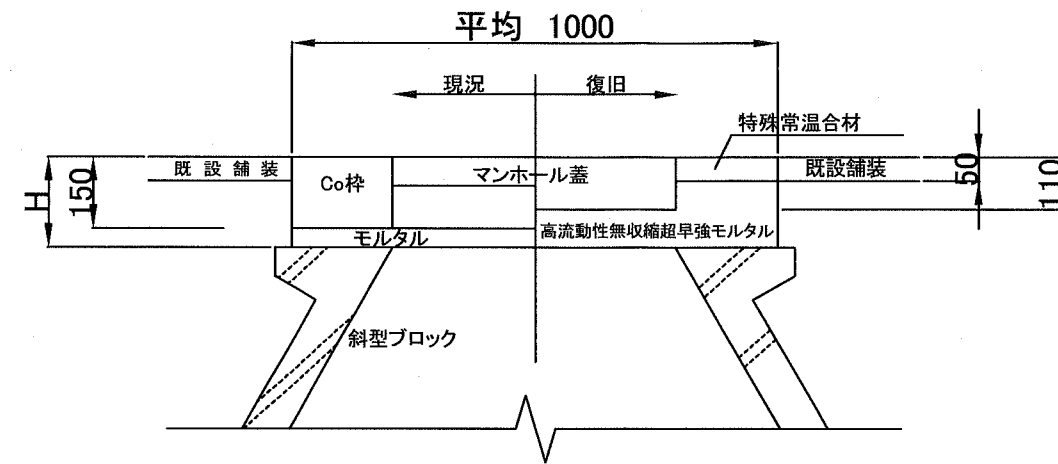 平均 1000
現況
復旧
特殊常温合材
既設舗装
Co枠
マンホール蓋
既設舗装
50
110
H
150
モルタル
高流動性無収縮超早強モルタル
斜型ブロック